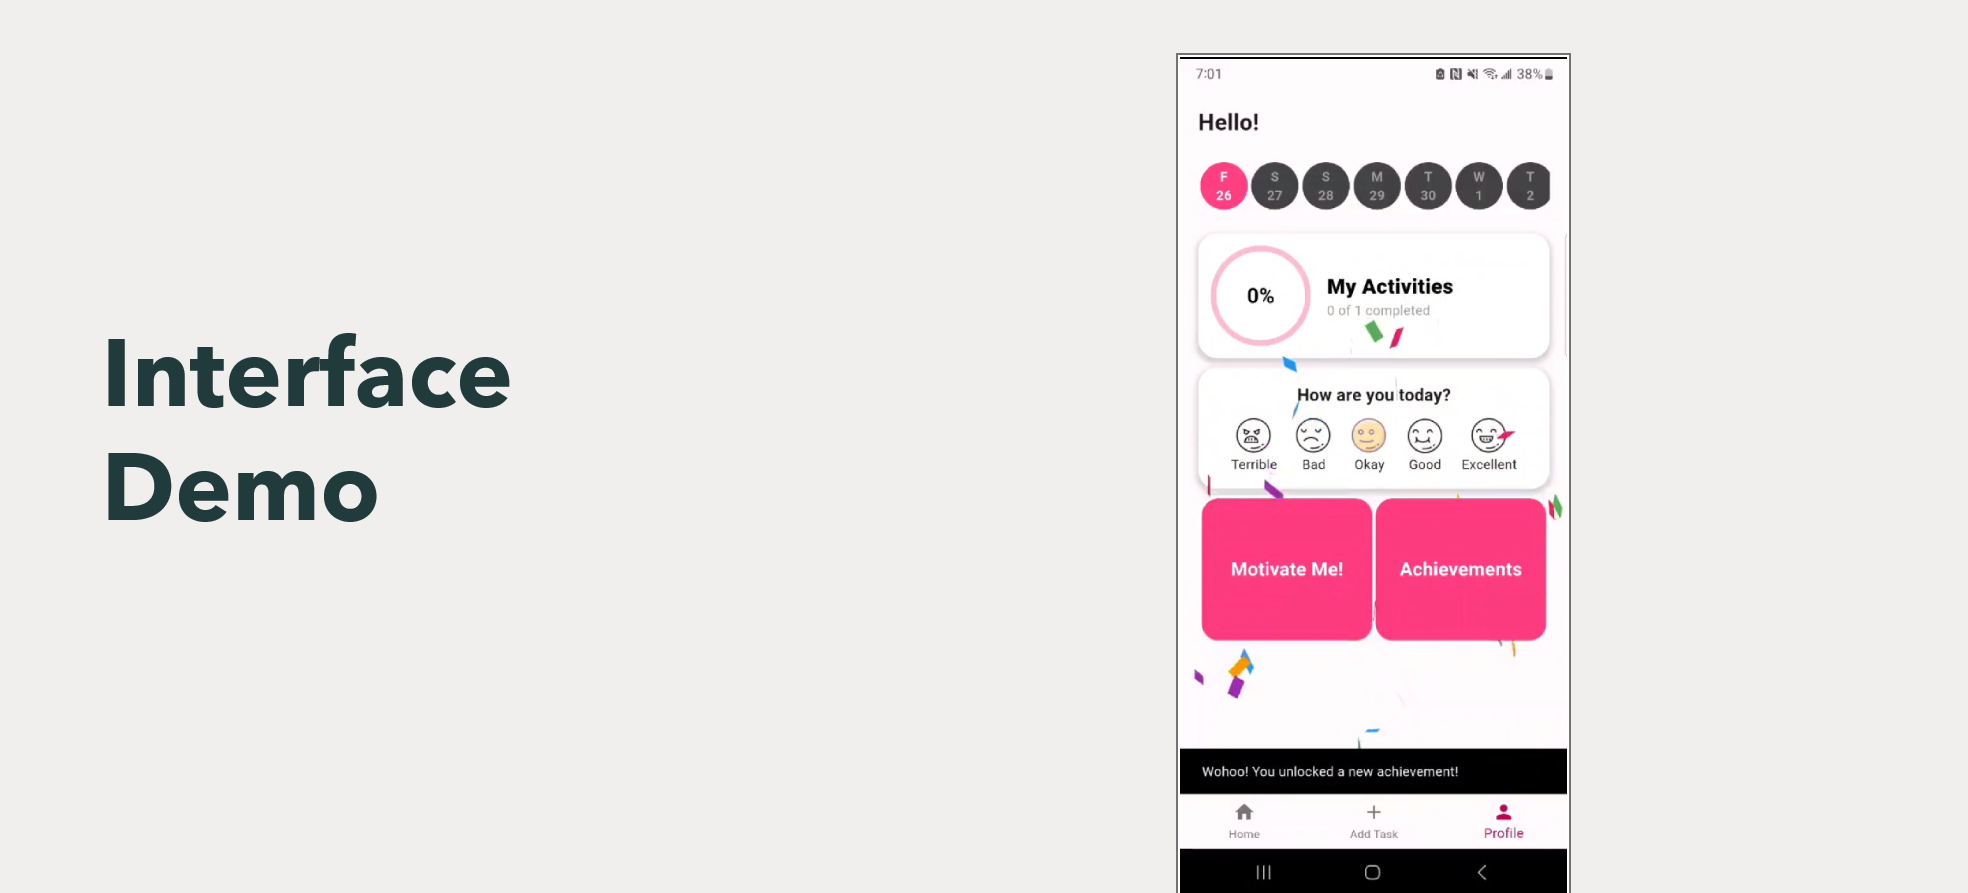 Interface
Demo
7:01
38%
Hello!
F S S M T W T
26 27 28 29 30 1 2
0%
My Activities
0 of 1 completed
How are you today?
Terrible Bad Okay Good Excellent
Motivate Me! Achievements
Wohoo! You unlocked a new achievement!
Home Add Task Profile